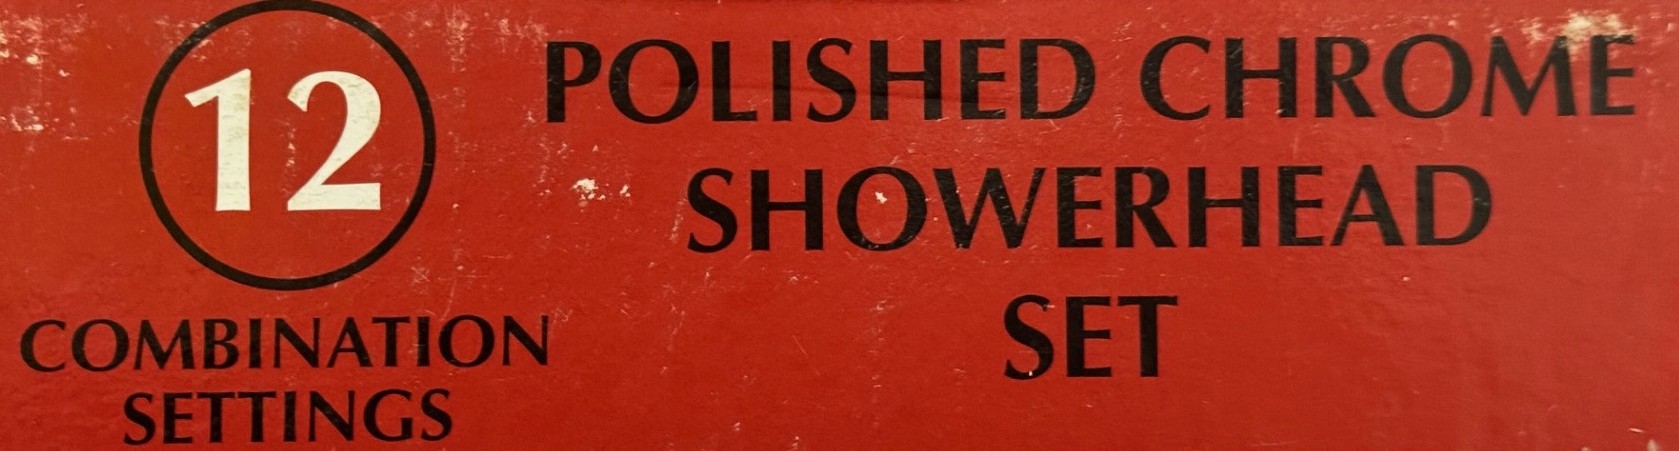 12
COMBINATION
SETTINGS
POLISHED CHROME
SHOWERHEAD
SET